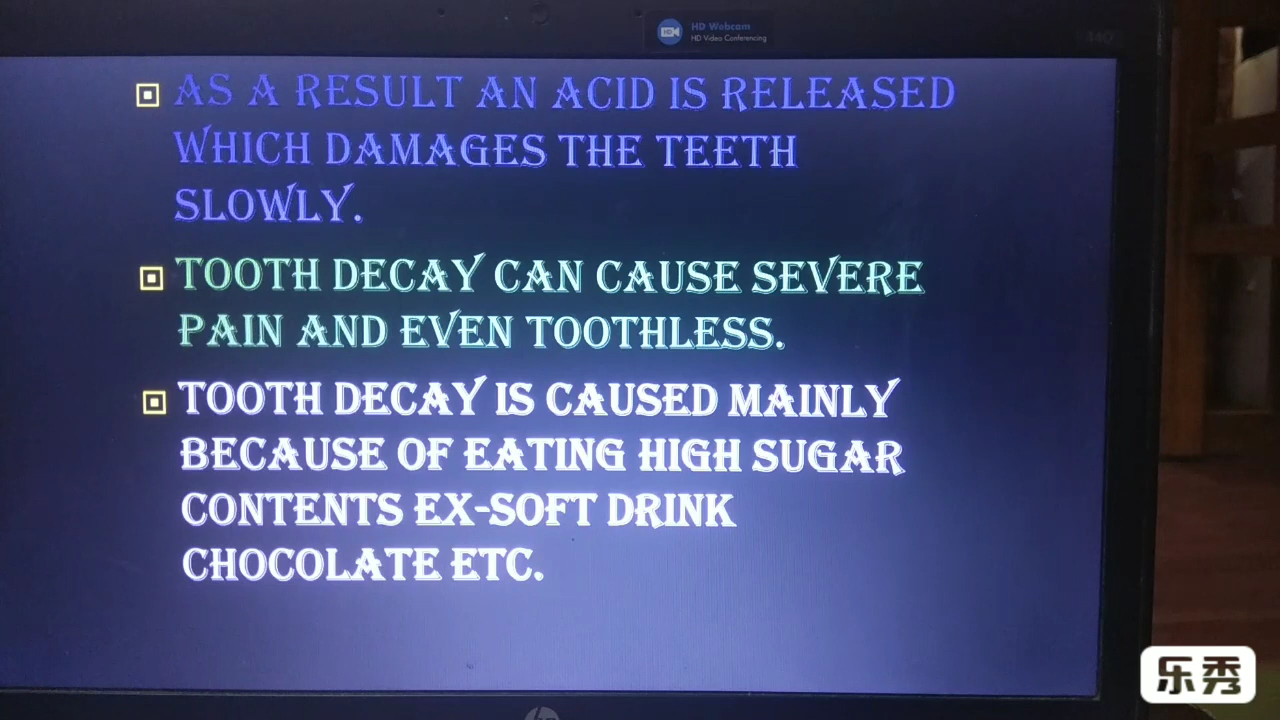 HD Webcam
HD Video Conferencing
AS A RESULT AN ACID IS RELEASED
WHICH DAMAGES THE TEETH
SLOWLY.
TOOTH DECAY CAN CAUSE SEVERE
PAIN AND EVEN TOOTHLESS.
TOOTH DECAY IS CAUSED MAINLY
BECAUSE OF EATING HIGH SUGAR
CONTENTS EX-SOFT DRINK
CHOCOLATE ETC.
乐秀